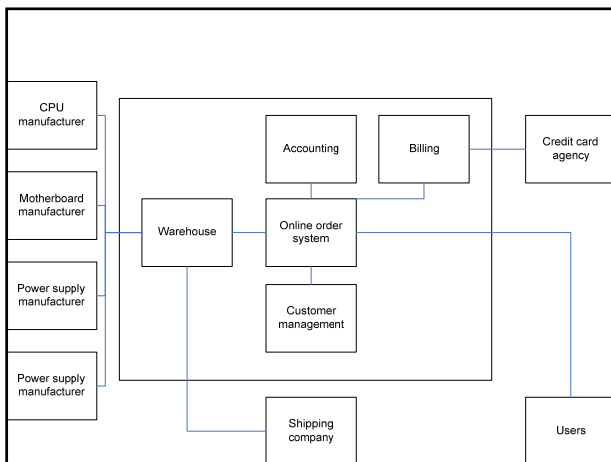 CPU
manufacturer
Motherboard
manufacturer
Power supply
manufacturer
Power supply
manufacturer
Warehouse
Accounting
Billing
Online order
system
Customer
management
Credit card
agency
Shipping
company
Users